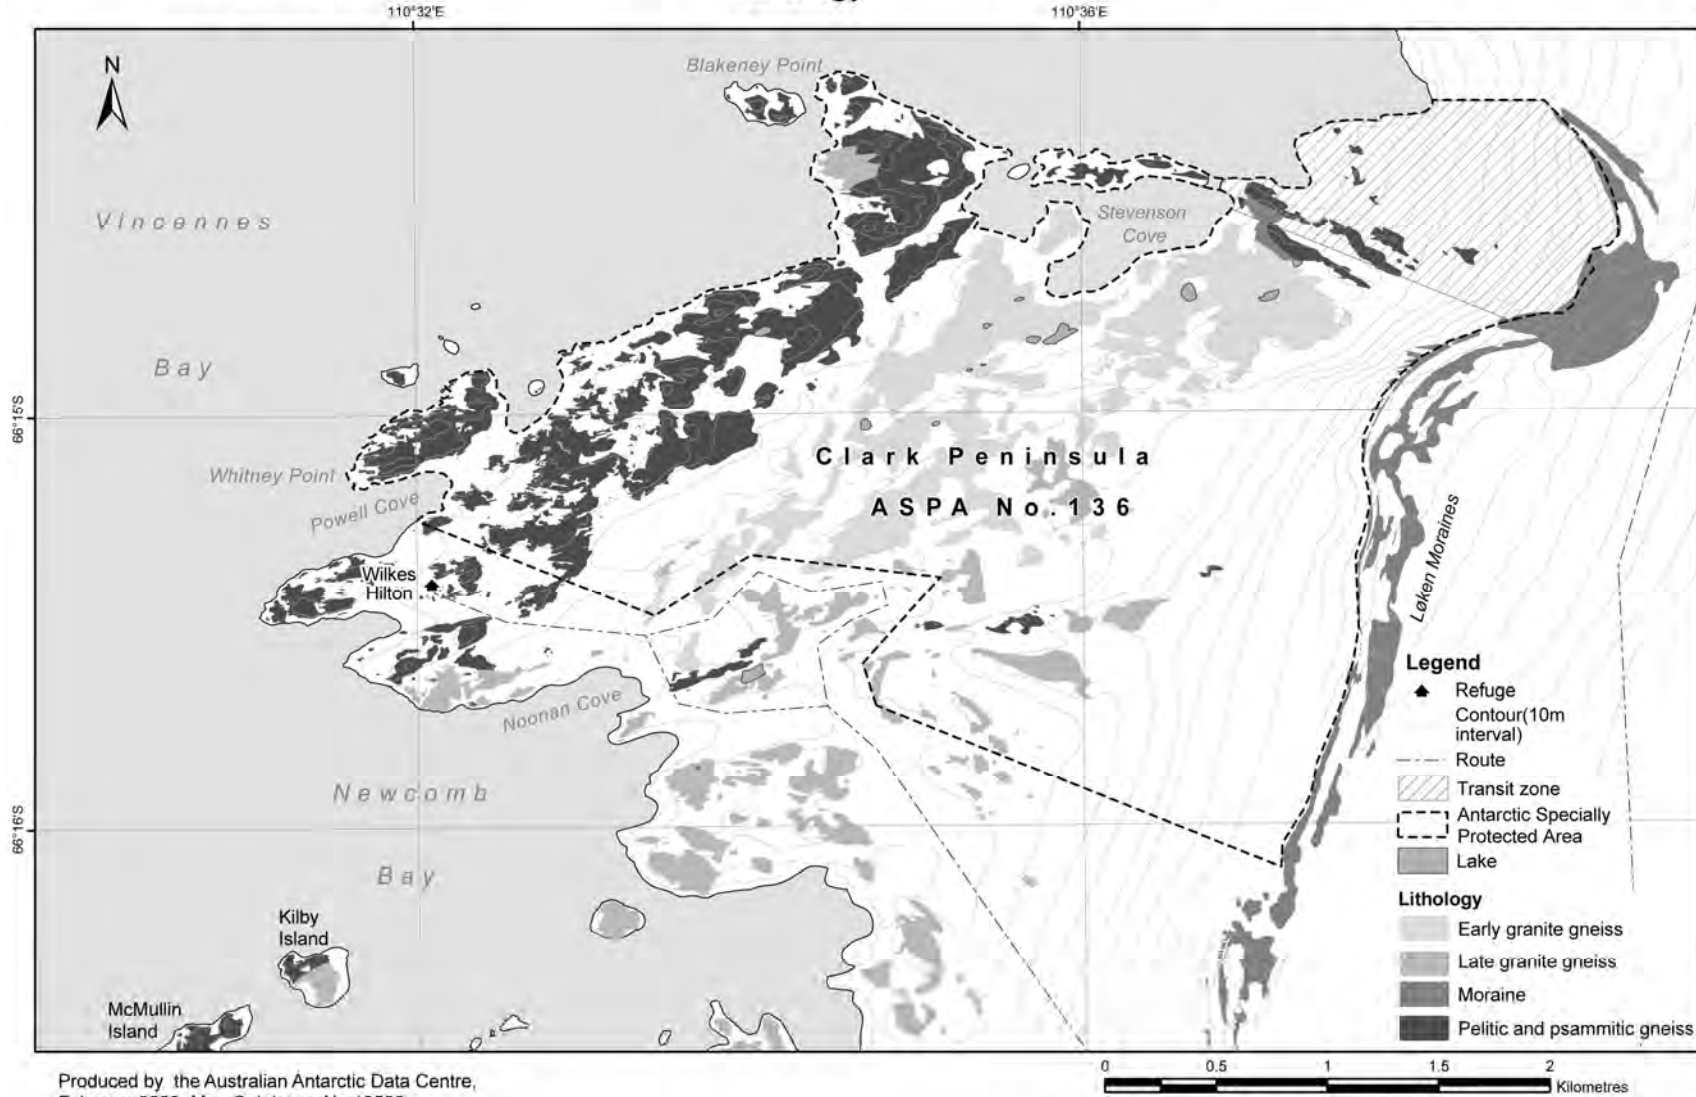 110°32'E
110°36'E
N
Blakeney Point
Vincennes
Stevenson
Cove
Bay
66°15'S
Whitney Point
Powell Cove
Clark Peninsula
ASPA No.136
Wilkes
Hilton
Løken Moraines
Noonan Cove
Newcomb
Bay
66°16'S
Kilby
Island
McMullin
Island
Legend
Refuge
Contour(10m
interval)
Route
Transit zone
Antarctic Specially
Protected Area
Lake
Lithology
Early granite gneiss
Late granite gneiss
Moraine
Pelitic and psammitic gneiss
0 0.5 1 1.5 2
Kilometres
Produced by the Australian Antarctic Data Centre,